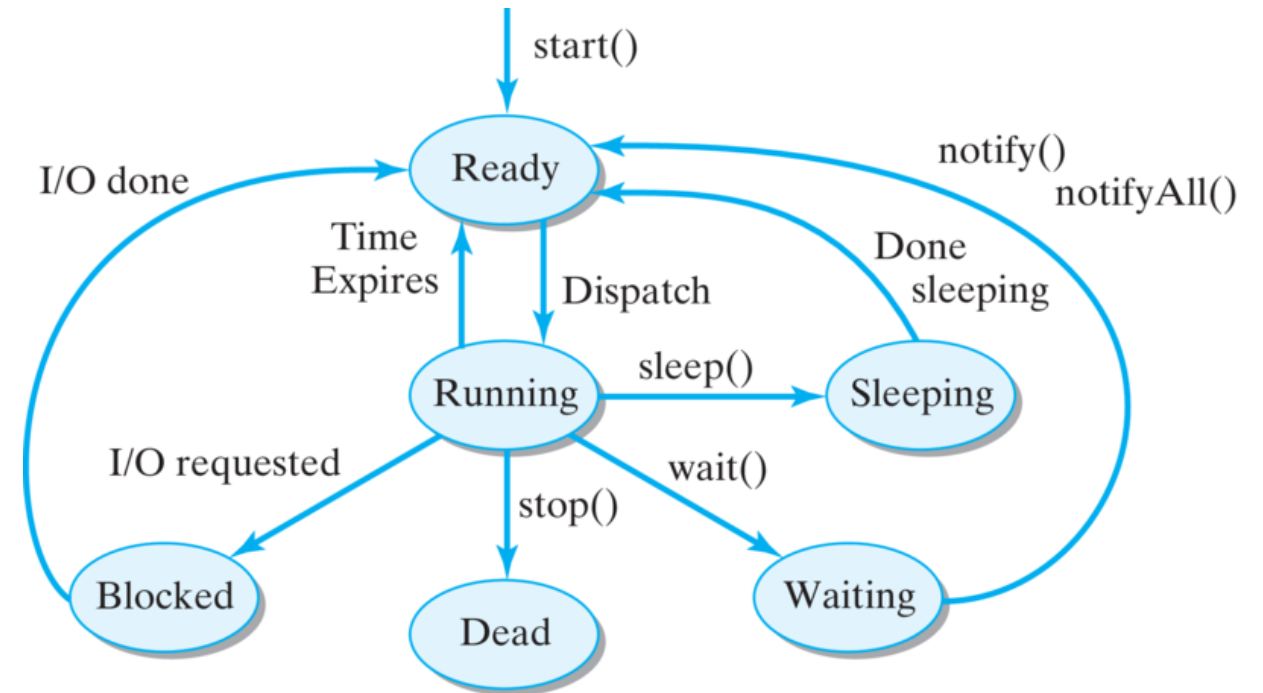 start()
Ready
I/O done
notify()
notifyAll()
Time
Expires
Dispatch
Done
sleeping
Running
sleep()
Sleeping
I/O requested
stop()
wait()
Blocked
Dead
Waiting